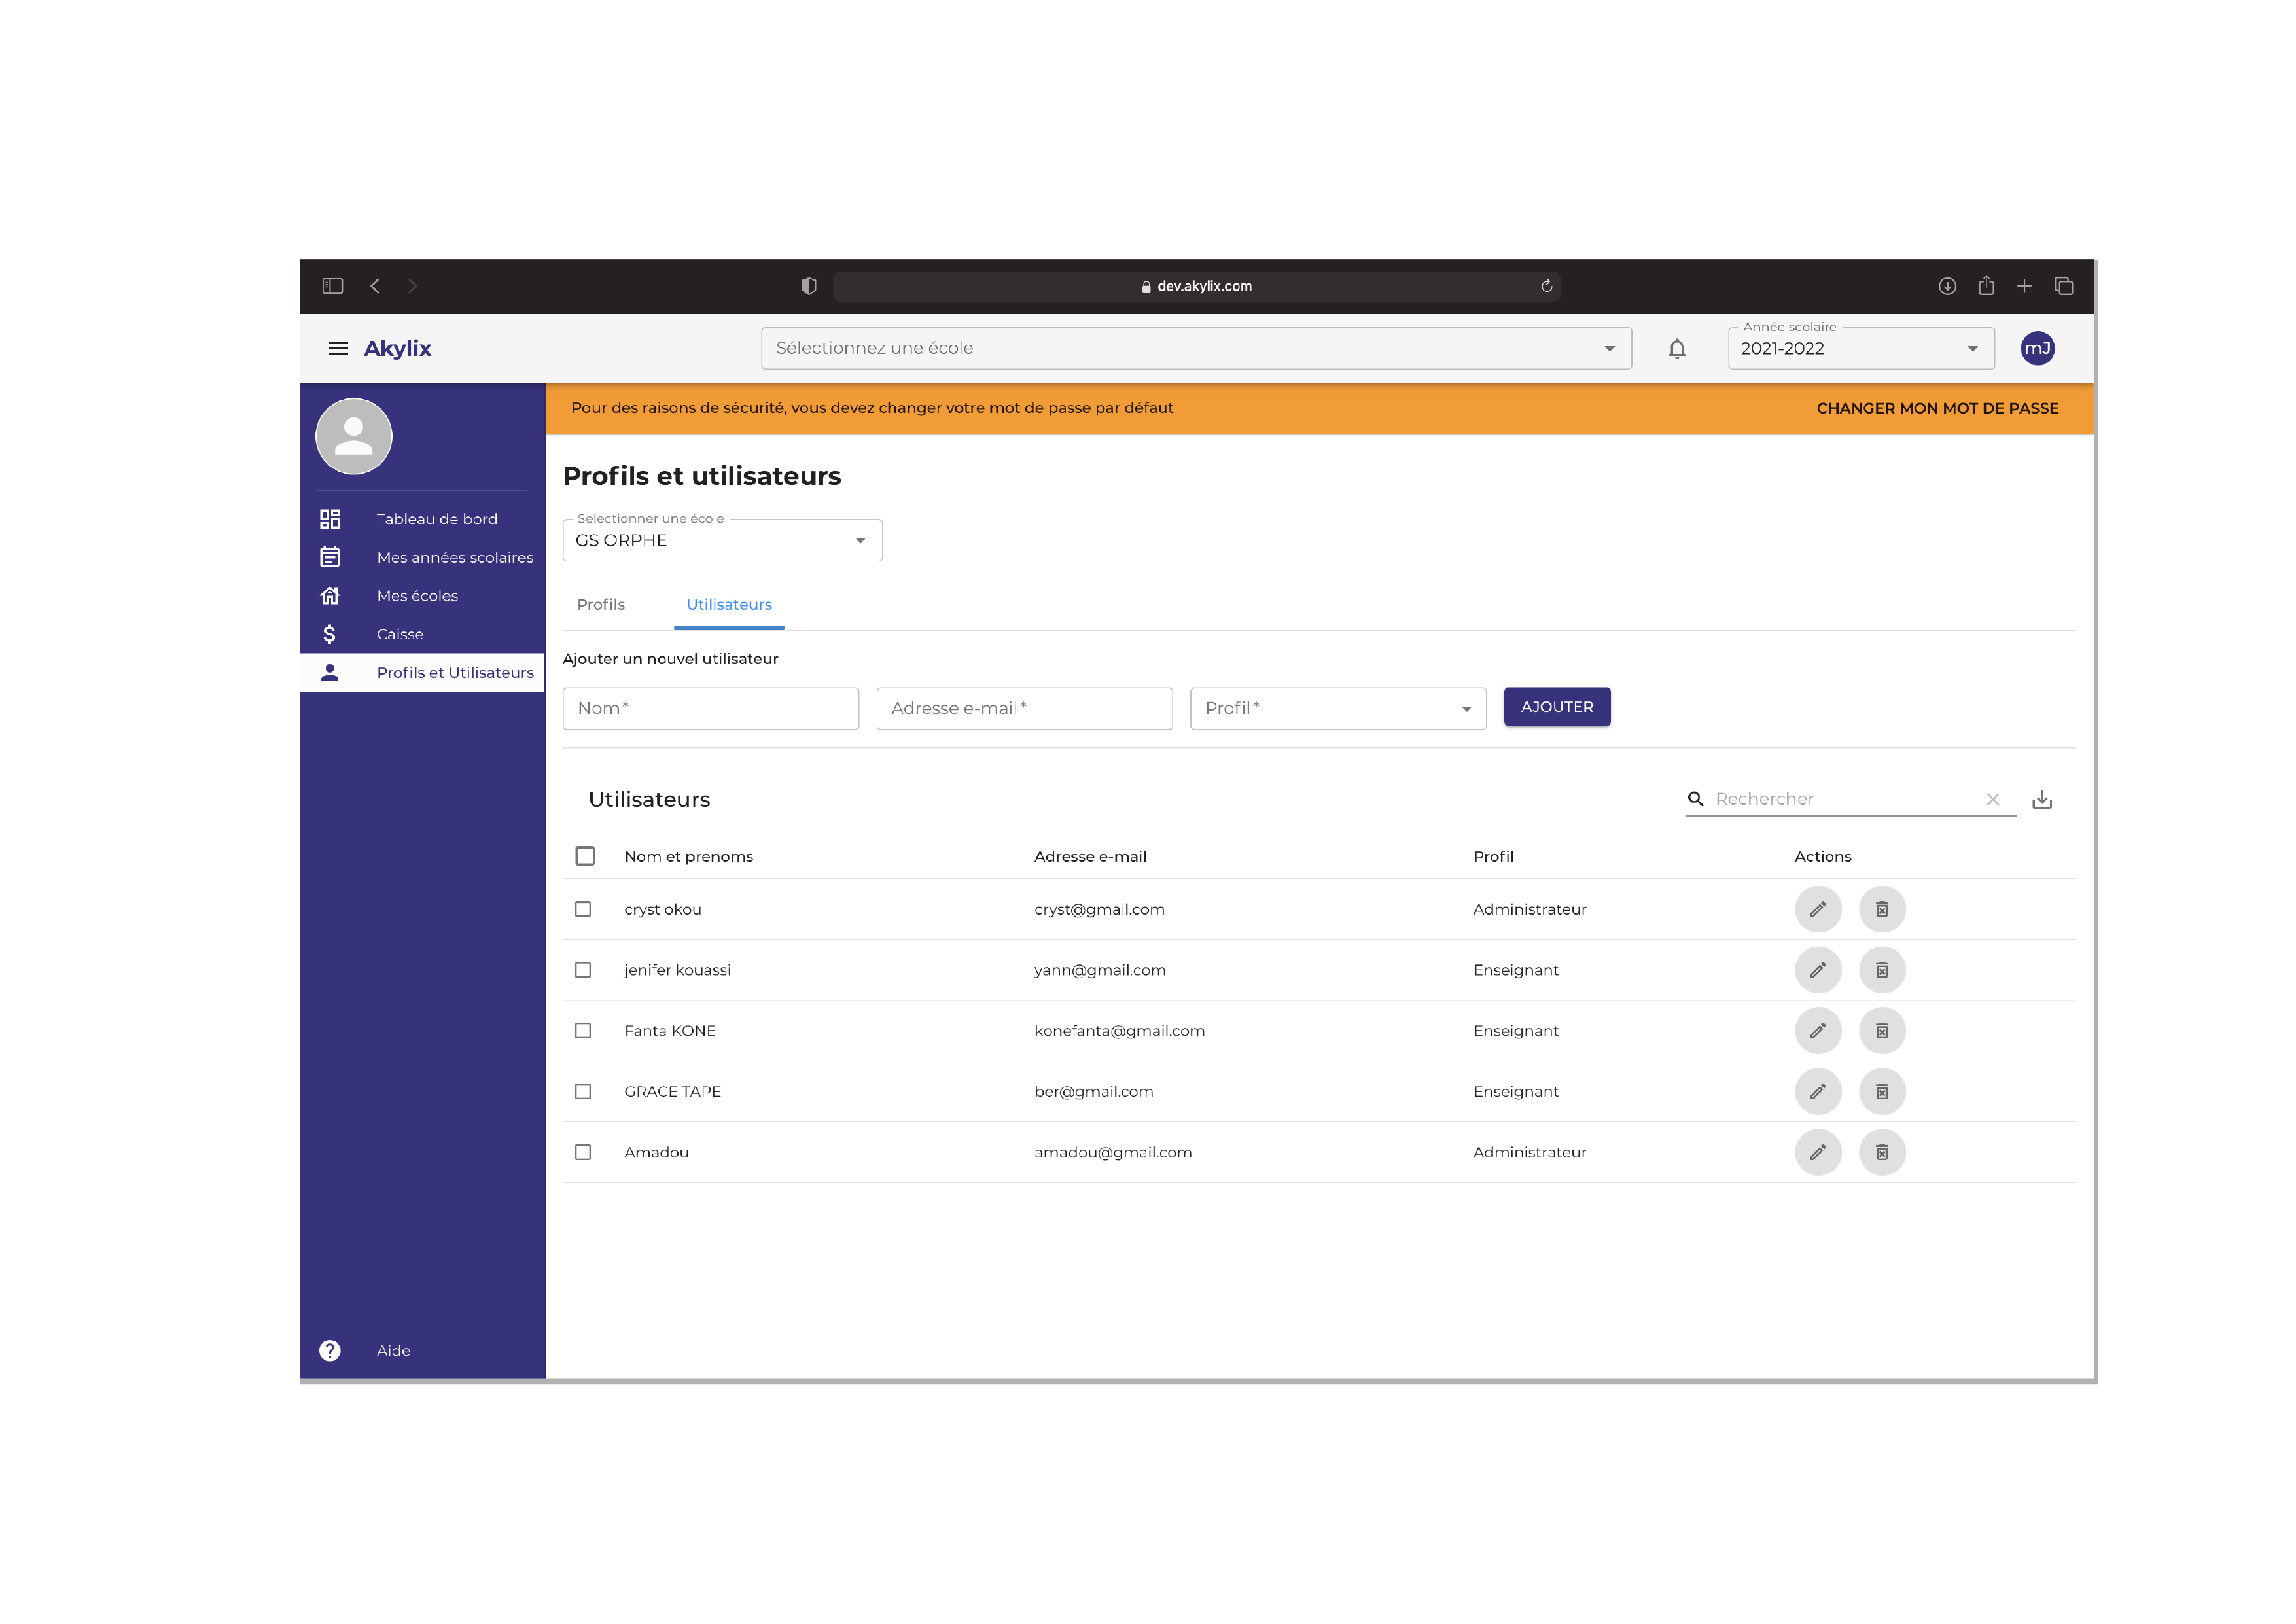 dev.akylix.com
Akylix
Sélectionnez une école
Année scolaire
2021-2022
mJ
Pour des raisons de sécurité, vous devez changer votre mot de passe par défaut
CHANGER MON MOT DE PASSE
Tableau de bord
Mes années scolaires
Mes écoles
Caisse
Profils et Utilisateurs
Aide
Profils et utilisateurs
Selectionner une école
GS ORPHE
Profils Utilisateurs
Ajouter un nouvel utilisateur
Nom* Adresse e-mail* Profil* AJOUTER
Utilisateurs Rechercher
Nom et prenoms Adresse e-mail Profil Actions
cryst okou cryst@gmail.com Administrateur
jenifer kouassi yann@gmail.com Enseignant
Fanta KONE konefanta@gmail.com Enseignant
GRACE TAPE ber@gmail.com Enseignant
Amadou amadou@gmail.com Administrateur